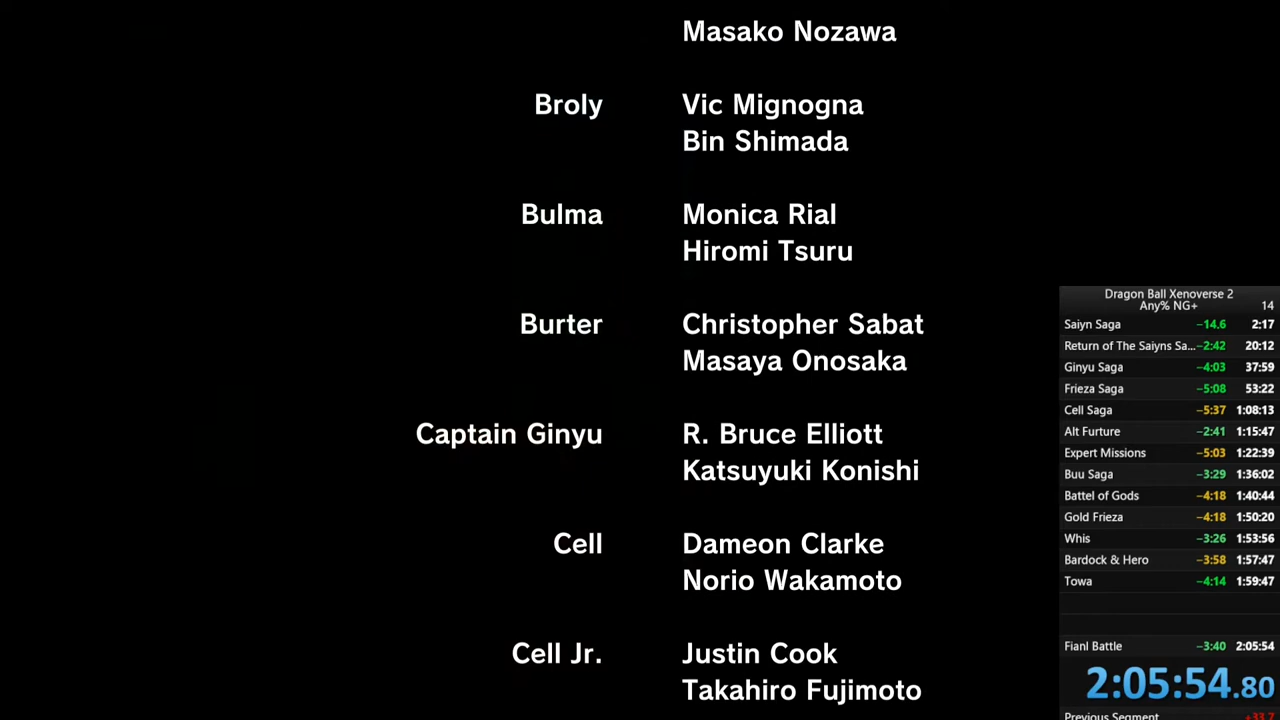 Masako Nozawa
Broly Vic Mignogna
Bin Shimada
Bulma Monica Rial
Hiromi Tsuru
Burter Christopher Sabat
Masaya Onosaka
Captain Ginyu R. Bruce Elliott
Katsuyuki Konishi
Cell Dameon Clarke
Norio Wakamoto
Cell Jr. Justin Cook
Takahiro Fujimoto
Dragon Ball Xenoverse 2
Any% NG+ 14
Saiyn Saga -14.6 2:17
Return of The Saiyns Sa... -2:42 20:12
Ginyu Saga -4:03 37:59
Frieza Saga -5:08 53:22
Cell Saga -5:37 1:08:13
Alt Furture -2:41 1:15:47
Expert Missions -5:03 1:22:39
Buu Saga -3:29 1:36:02
Battel of Gods -4:18 1:40:44
Gold Frieza -4:18 1:50:20
Whis -3:26 1:53:56
Bardock & Hero -3:58 1:57:47
Towa -4:14 1:59:47
Fianl Battle -3:40 2:05:54
2:05:54.80
Previous Segment +33.7